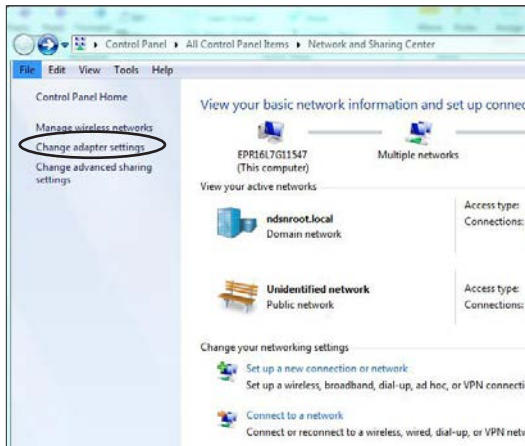 Control Panel ▸ All Control Panel Items ▸ Network and Sharing Center
File Edit View Tools Help
Control Panel Home
Manage wireless networks
Change adapter settings
Change advanced sharing
settings
View your basic network information and set up connec
EPR16L7G11547
(This computer)
Multiple networks
View your active networks
ndsnroot.local
Domain network
Access type:
Connections:
Unidentified network
Public network
Access type:
Connections:
Change your networking settings
Set up a new connection or network
Set up a wireless, broadband, dial-up, ad hoc, or VPN connecti
Connect to a network
Connect or reconnect to a wireless, wired, dial-up, or VPN netw